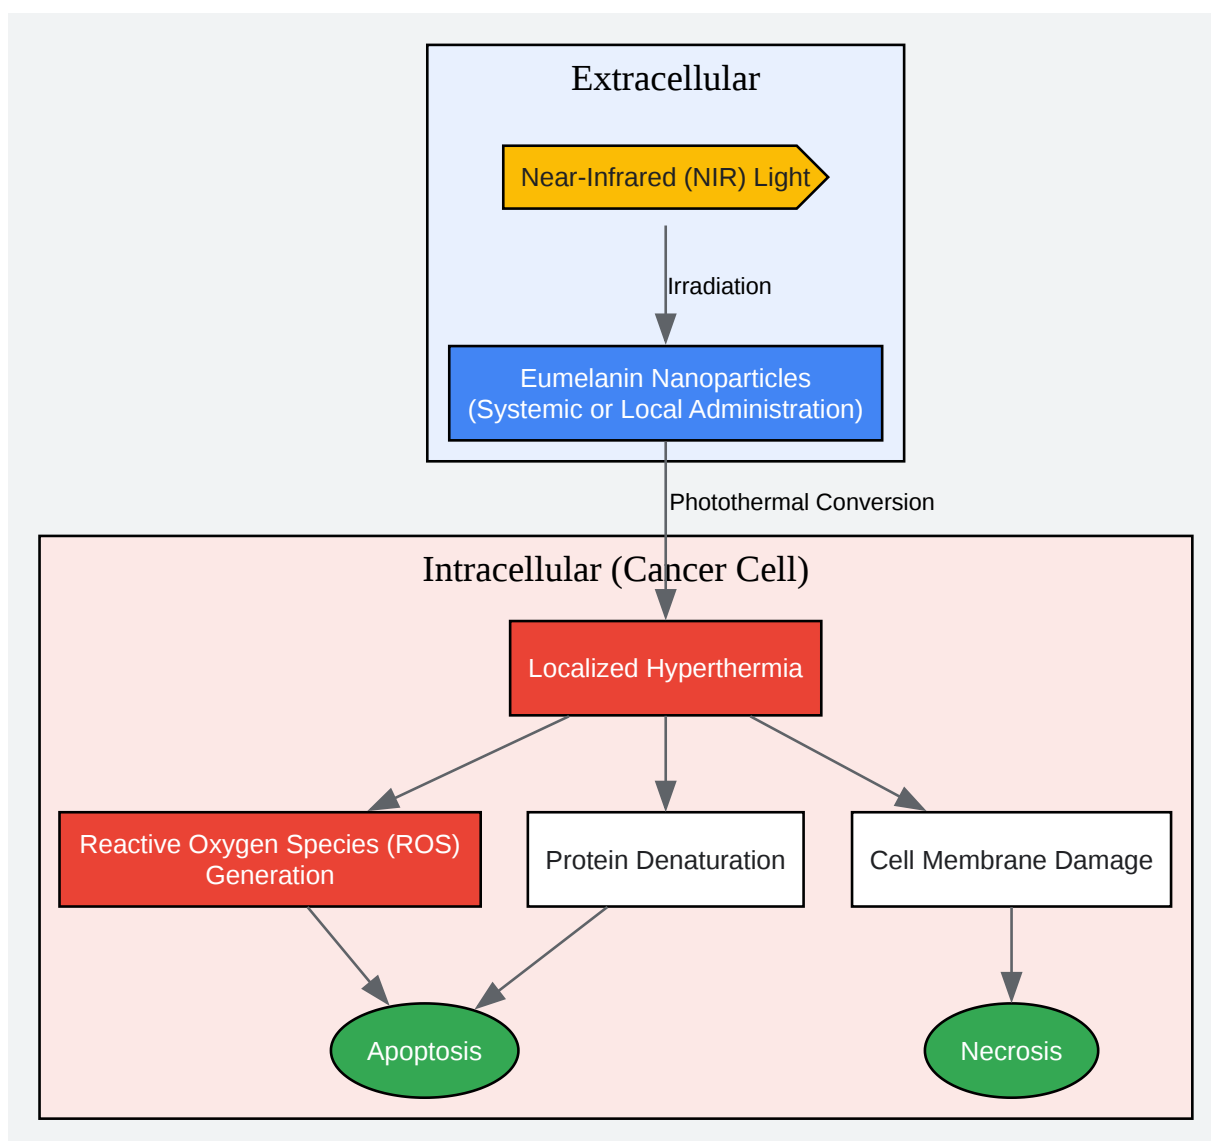 Extracellular
Near-Infrared (NIR) Light
Irradiation
Eumelanin Nanoparticles
(Systemic or Local Administration)
Photothermal Conversion
Intracellular (Cancer Cell)
Localized Hyperthermia
Reactive Oxygen Species (ROS)
Generation
Protein Denaturation
Cell Membrane Damage
Apoptosis
Necrosis